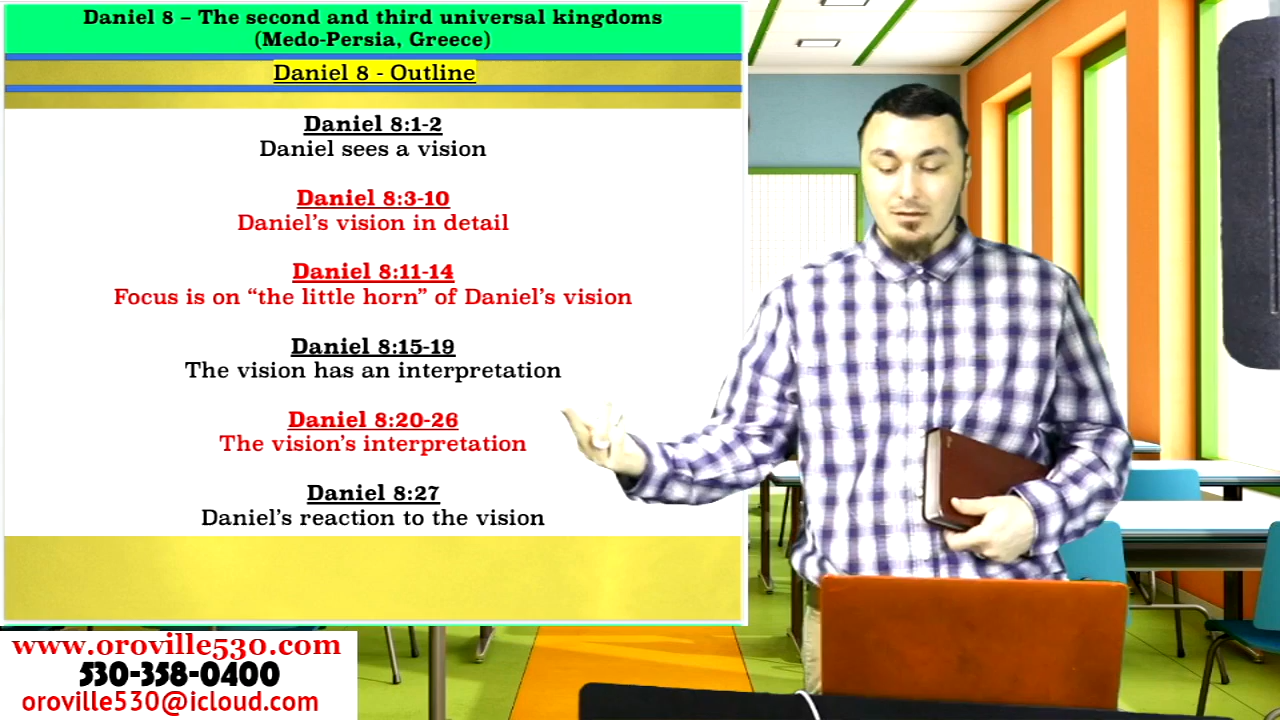 Daniel 8 – The second and third universal kingdoms
(Medo-Persia, Greece)
Daniel 8 - Outline
Daniel 8:1-2
Daniel sees a vision
Daniel 8:3-10
Daniel’s vision in detail
Daniel 8:11-14
Focus is on “the little horn” of Daniel’s vision
Daniel 8:15-19
The vision has an interpretation
Daniel 8:20-26
The vision’s interpretation
Daniel 8:27
Daniel’s reaction to the vision
www.oroville530.com
530-358-0400
oroville530@icloud.com